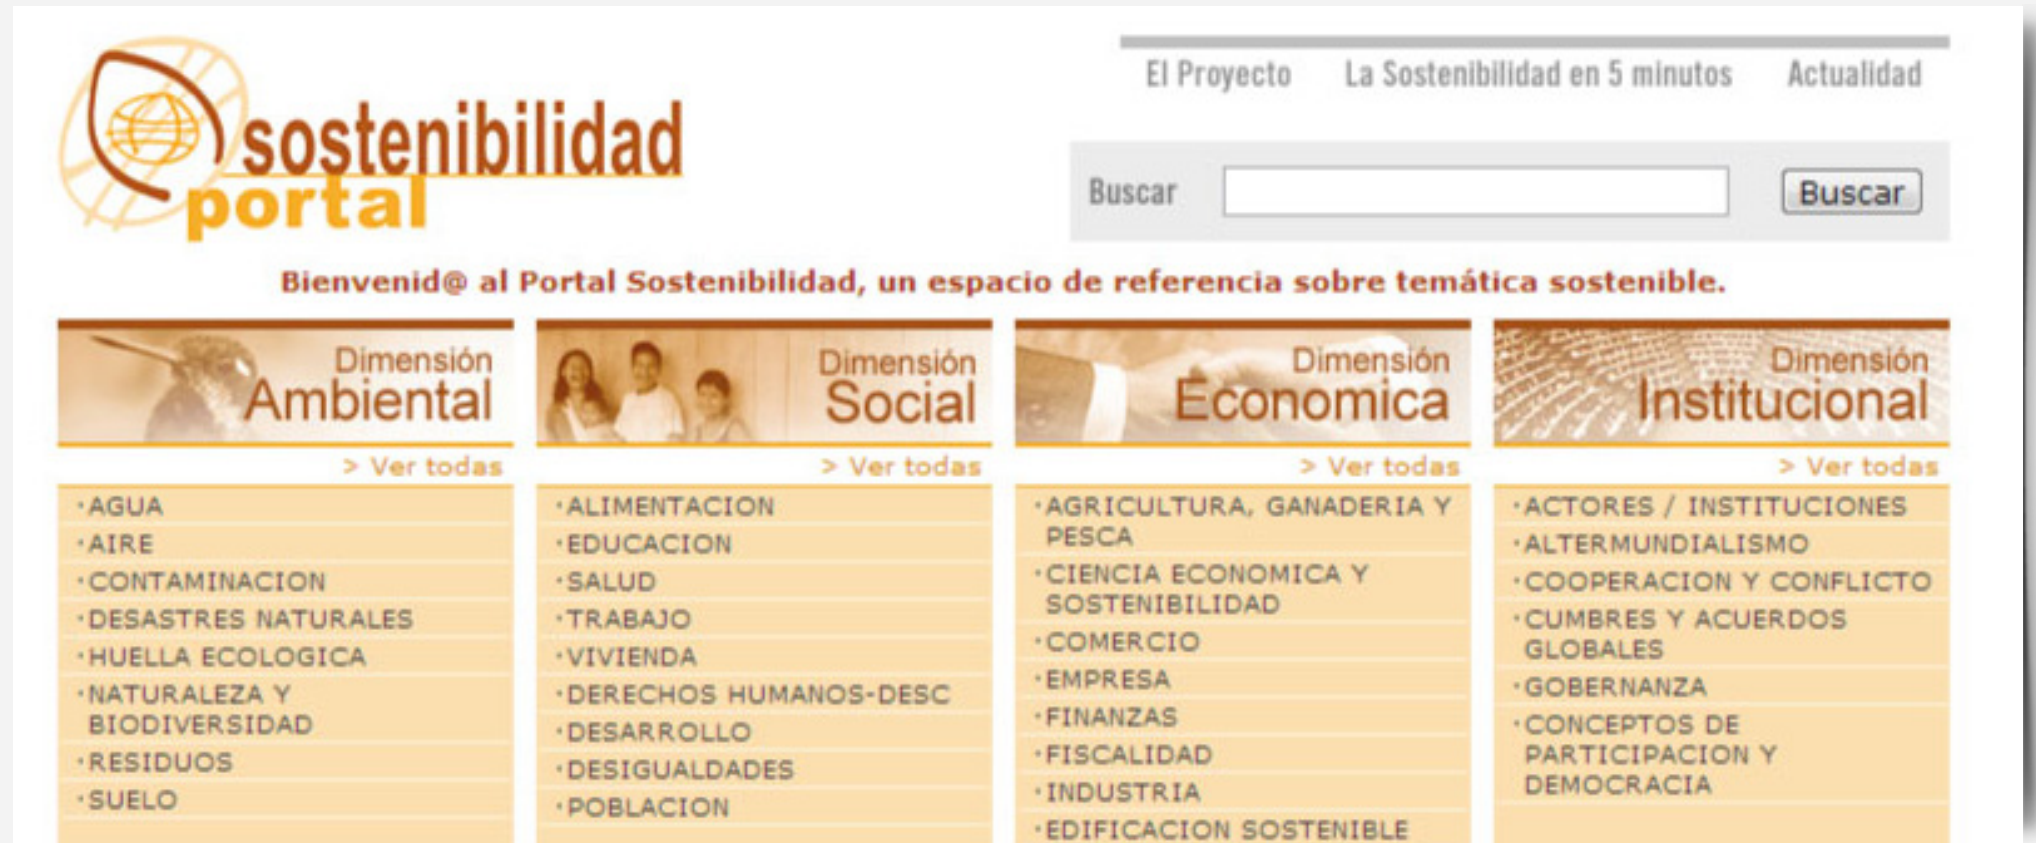 sostenibilidad
portal
El Proyecto La Sostenibilidad en 5 minutos Actualidad
Buscar Buscar
Bienvenid@ al Portal Sostenibilidad, un espacio de referencia sobre temática sostenible.
Dimensión
Ambiental
> Ver todas
·AGUA
·AIRE
·CONTAMINACION
·DESASTRES NATURALES
·HUELLA ECOLOGICA
·NATURALEZA Y
BIODIVERSIDAD
·RESIDUOS
·SUELO
Dimensión
Social
> Ver todas
·ALIMENTACION
·EDUCACION
·SALUD
·TRABAJO
·VIVIENDA
·DERECHOS HUMANOS-DESC
·DESARROLLO
·DESIGUALDADES
·POBLACION
Dimensión
Economica
> Ver todas
·AGRICULTURA, GANADERIA Y
PESCA
·CIENCIA ECONOMICA Y
SOSTENIBILIDAD
·COMERCIO
·EMPRESA
·FINANZAS
·FISCALIDAD
·INDUSTRIA
·EDIFICACION SOSTENIBLE
Dimensión
Institucional
> Ver todas
·ACTORES / INSTITUCIONES
·ALTERMUNDIALISMO
·COOPERACION Y CONFLICTO
·CUMBRES Y ACUERDOS
GLOBALES
·GOBERNANZA
·CONCEPTOS DE
PARTICIPACION Y
DEMOCRACIA